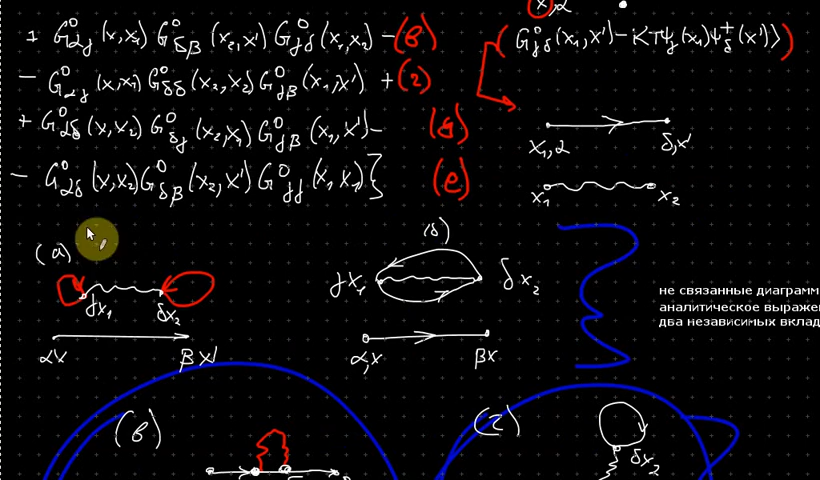 x,α
+ G⁰αγ(x,x₁) G⁰δβ(x₂,x') G⁰γδ(x₁,x₂) − (в)
G⁰γδ(x₁,x') − i<TΨγ(x₁)Ψδ⁺(x')>)
− G⁰αγ(x,x₁) G⁰δδ(x₂,x₂) G⁰γβ(x₁,x') + (г)
+ G⁰αδ(x,x₂) G⁰δγ(x₂,x₁) G⁰γβ(x₁,x') −
x₁,α δ,x'
− G⁰αδ(x,x₂) G⁰δβ(x₂,x') G⁰γγ(x₁,x₁)} (е)
x₁ x₂
(а) (б)
γx₁ δx₂
γx₁ δx₂
не связанные диаграмм
аналитическое выраже
два независимых вклад
αx βx'
α,x βx
(в) (г)
δx₂